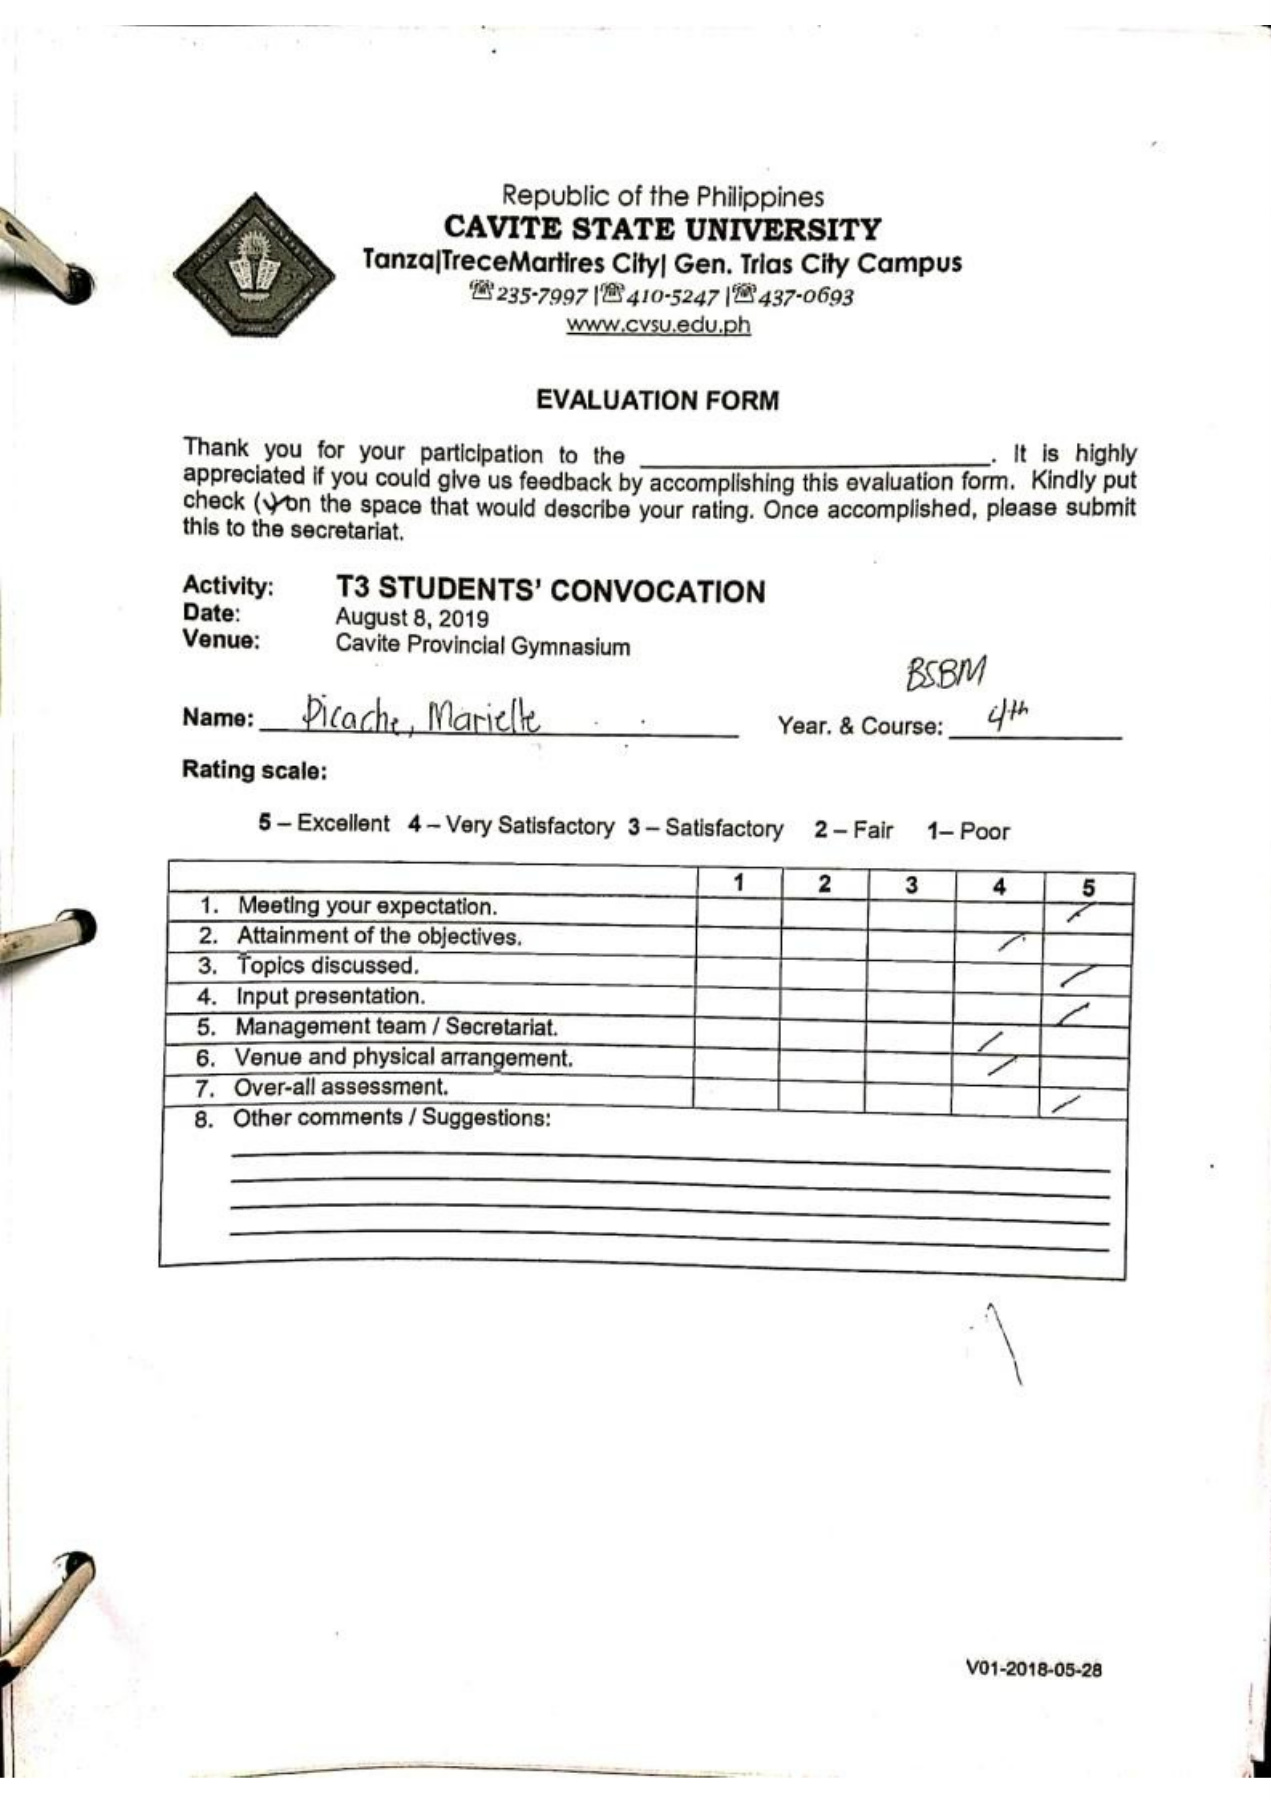 Republic of the Philippines
CAVITE STATE UNIVERSITY
Tanza|TreceMartires City| Gen. Trias City Campus
☏235-7997 |☏410-5247 |☏437-0693
www.cvsu.edu.ph
EVALUATION FORM
Thank you for your participation to the ____________________. It is highly
appreciated if you could give us feedback by accomplishing this evaluation form. Kindly put
check (✓)on the space that would describe your rating. Once accomplished, please submit
this to the secretariat.
Activity: T3 STUDENTS' CONVOCATION
Date: August 8, 2019
Venue: Cavite Provincial Gymnasium
BSBM
Name: Picache, Marielle Year. & Course: 4th
Rating scale:
5 – Excellent 4 – Very Satisfactory 3 – Satisfactory 2 – Fair 1– Poor
1 2 3 4 5
1. Meeting your expectation. /
2. Attainment of the objectives. /
3. Topics discussed. /
4. Input presentation. /
5. Management team / Secretariat. /
6. Venue and physical arrangement. /
7. Over-all assessment. /
8. Other comments / Suggestions:
V01-2018-05-28